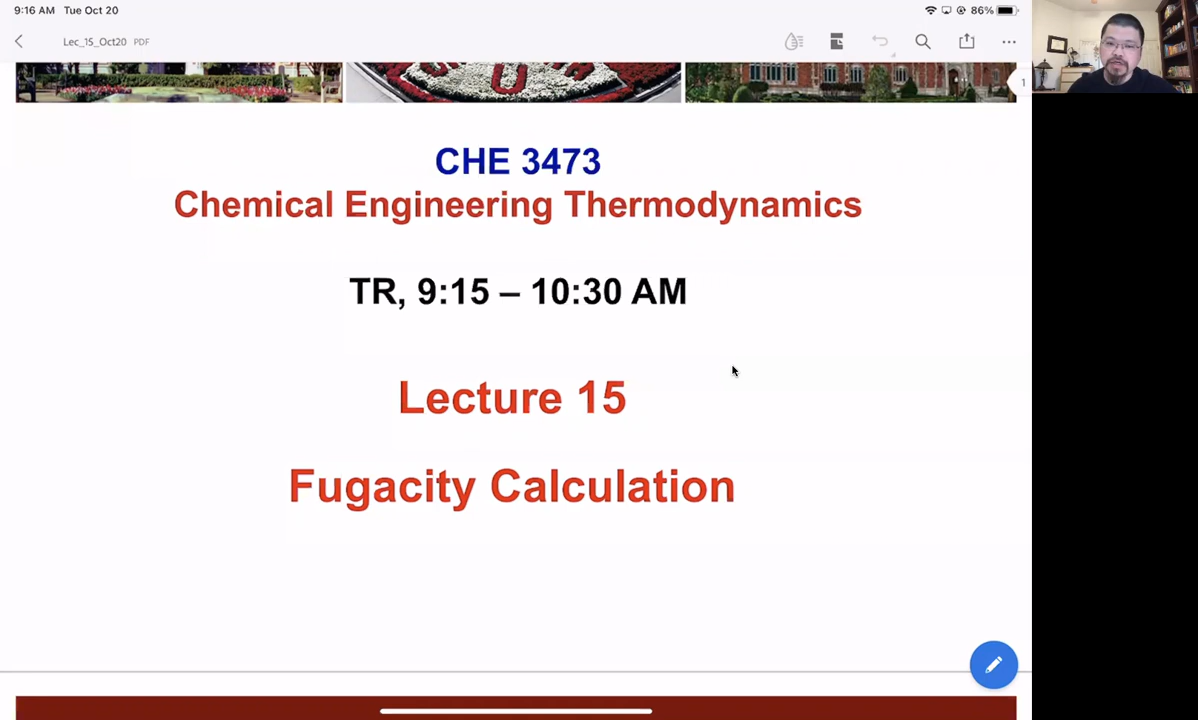 9:16 AM Tue Oct 20
86%
Lec_15_Oct20 PDF
1
U
CHE 3473
Chemical Engineering Thermodynamics
TR, 9:15 – 10:30 AM
Lecture 15
Fugacity Calculation